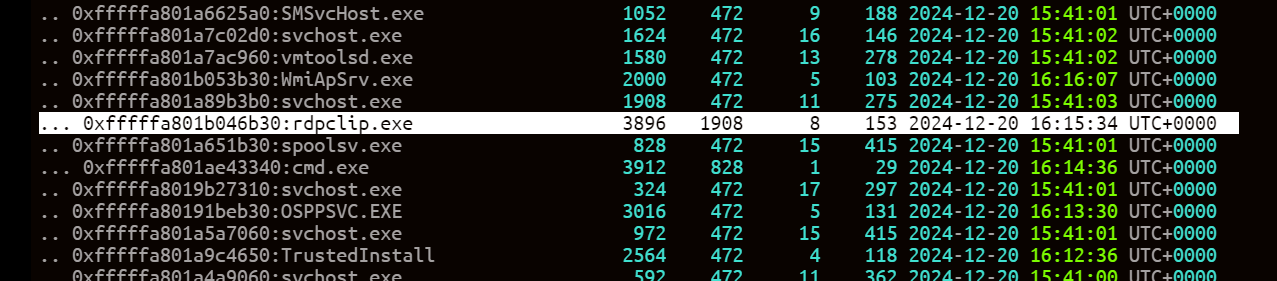 .. 0xfffffa801a6625a0:SMSvcHost.exe 1052 472 9 188 2024-12-20 15:41:01 UTC+0000
.. 0xfffffa801a7c02d0:svchost.exe 1624 472 16 146 2024-12-20 15:41:02 UTC+0000
.. 0xfffffa801a7ac960:vmtoolsd.exe 1580 472 13 278 2024-12-20 15:41:02 UTC+0000
.. 0xfffffa801b053b30:WmiApSrv.exe 2000 472 5 103 2024-12-20 16:16:07 UTC+0000
.. 0xfffffa801a89b3b0:svchost.exe 1908 472 11 275 2024-12-20 15:41:03 UTC+0000
... 0xfffffa801b046b30:rdpclip.exe 3896 1908 8 153 2024-12-20 16:15:34 UTC+0000
.. 0xfffffa801a651b30:spoolsv.exe 828 472 15 415 2024-12-20 15:41:01 UTC+0000
... 0xfffffa801ae43340:cmd.exe 3912 828 1 29 2024-12-20 16:14:36 UTC+0000
.. 0xfffffa8019b27310:svchost.exe 324 472 17 297 2024-12-20 15:41:01 UTC+0000
.. 0xfffffa80191beb30:OSPPSVC.EXE 3016 472 5 131 2024-12-20 16:13:30 UTC+0000
.. 0xfffffa801a5a7060:svchost.exe 972 472 15 415 2024-12-20 15:41:01 UTC+0000
.. 0xfffffa801a9c4650:TrustedInstall 2564 472 4 118 2024-12-20 16:12:36 UTC+0000
.. 0xfffffa801a4a9060:svchost.exe 592 472 11 362 2024-12-20 15:41:00 UTC+0000